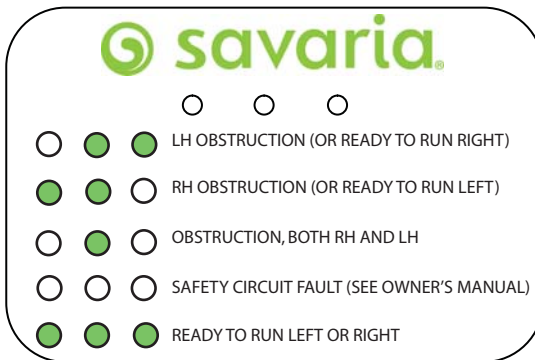 savaria®
LH OBSTRUCTION (OR READY TO RUN RIGHT)
RH OBSTRUCTION (OR READY TO RUN LEFT)
OBSTRUCTION, BOTH RH AND LH
SAFETY CIRCUIT FAULT (SEE OWNER'S MANUAL)
READY TO RUN LEFT OR RIGHT